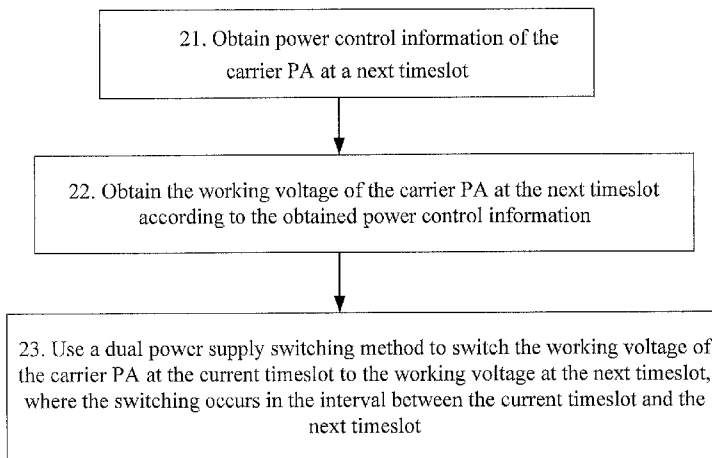 21. Obtain power control information of the
carrier PA at a next timeslot
22. Obtain the working voltage of the carrier PA at the next timeslot
according to the obtained power control information
23. Use a dual power supply switching method to switch the working voltage of
the carrier PA at the current timeslot to the working voltage at the next timeslot,
where the switching occurs in the interval between the current timeslot and the
next timeslot